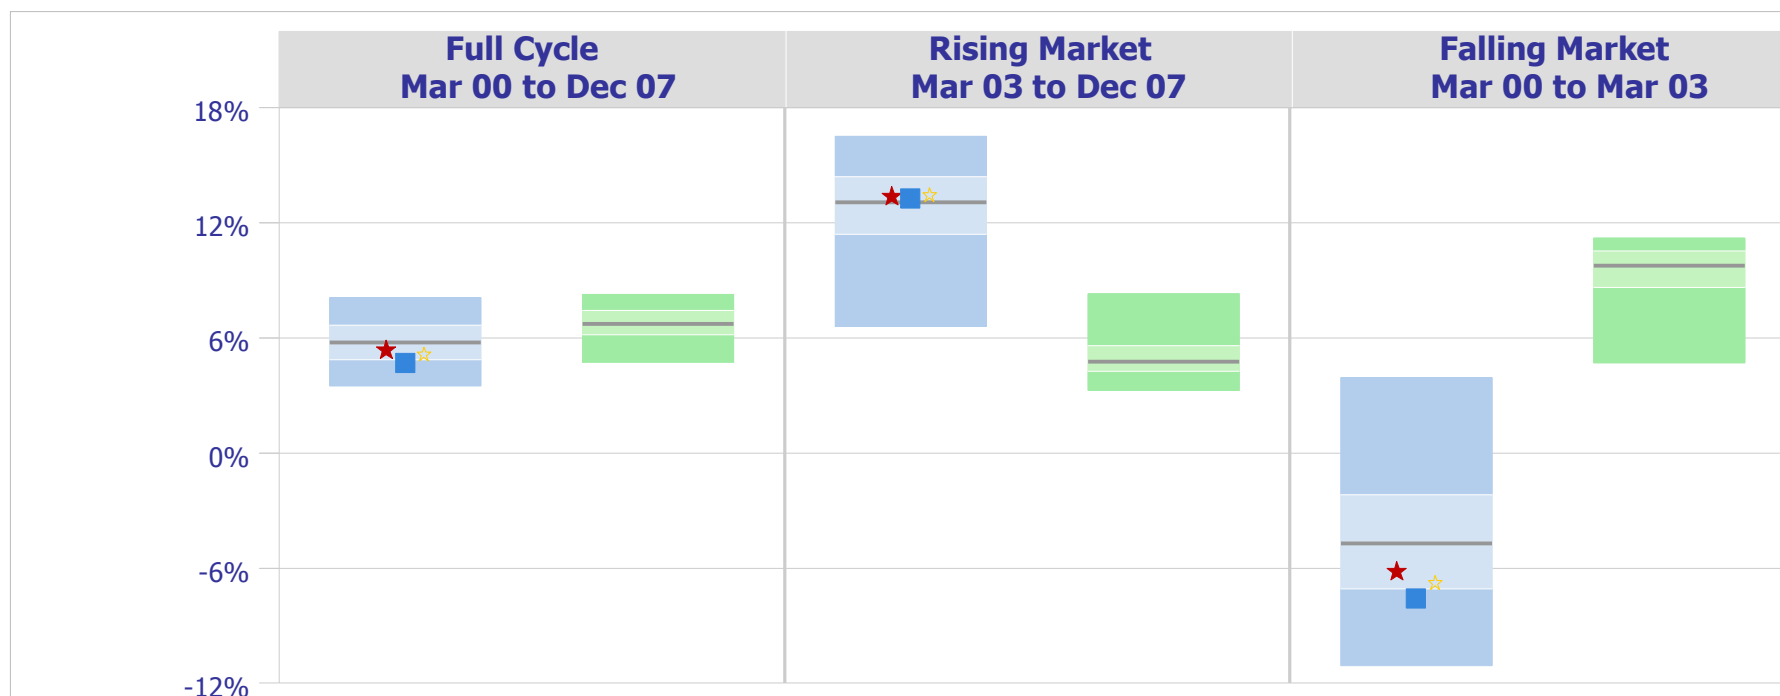 Full Cycle
Mar 00 to Dec 07
Rising Market
Mar 03 to Dec 07
Falling Market
Mar 00 to Mar 03
18%
12%
6%
0%
-6%
-12%